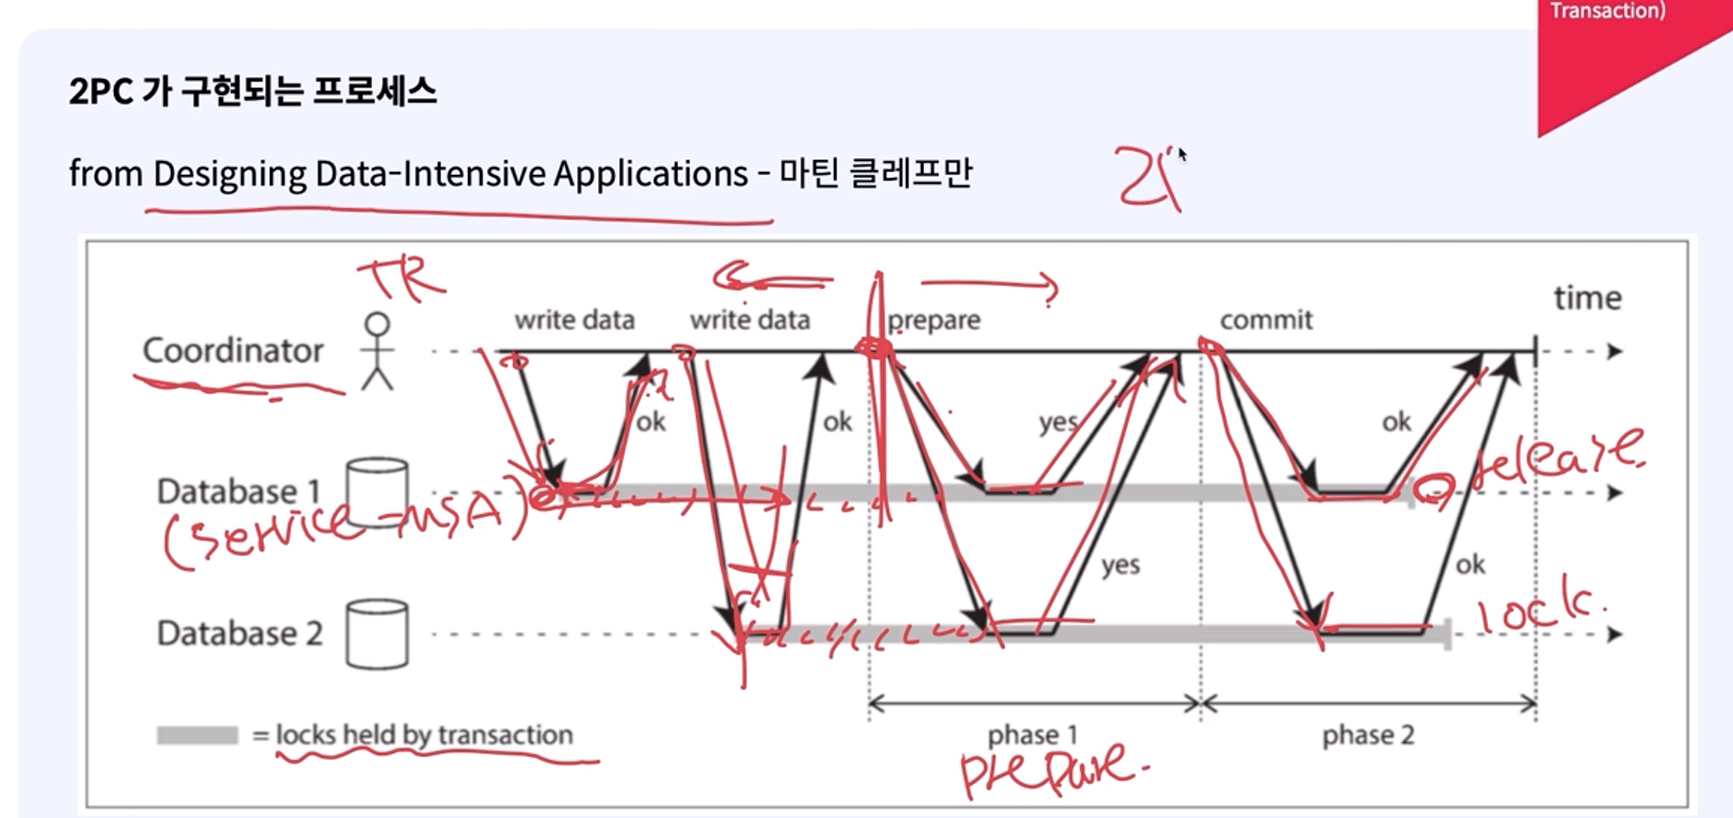 Transaction)
2PC 가 구현되는 프로세스
from Designing Data-Intensive Applications - 마틴 클레프만
TR
time
write data write data prepare commit
Coordinator
ok ok yes ok
release.
Database 1
(service-MSA)
yes ok
lock.
Database 2
= locks held by transaction
phase 1 phase 2
prepare.